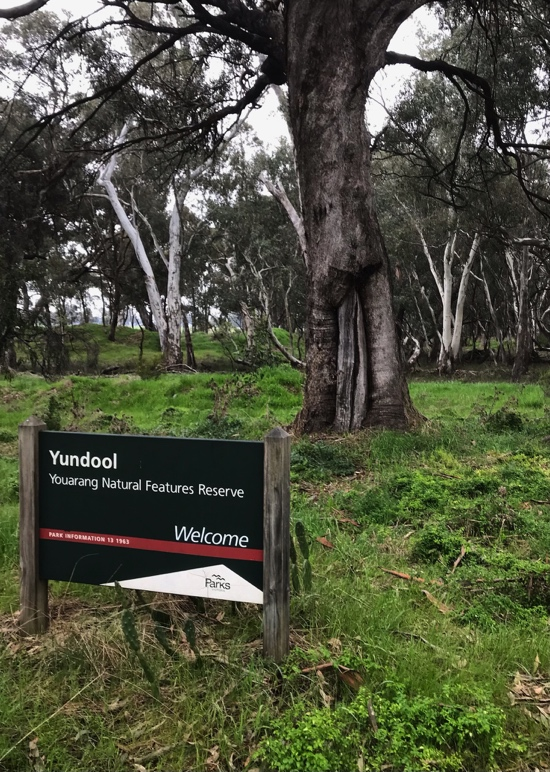 Yundool
Youarang Natural Features Reserve
Welcome
PARK INFORMATION 13 1963
Parks